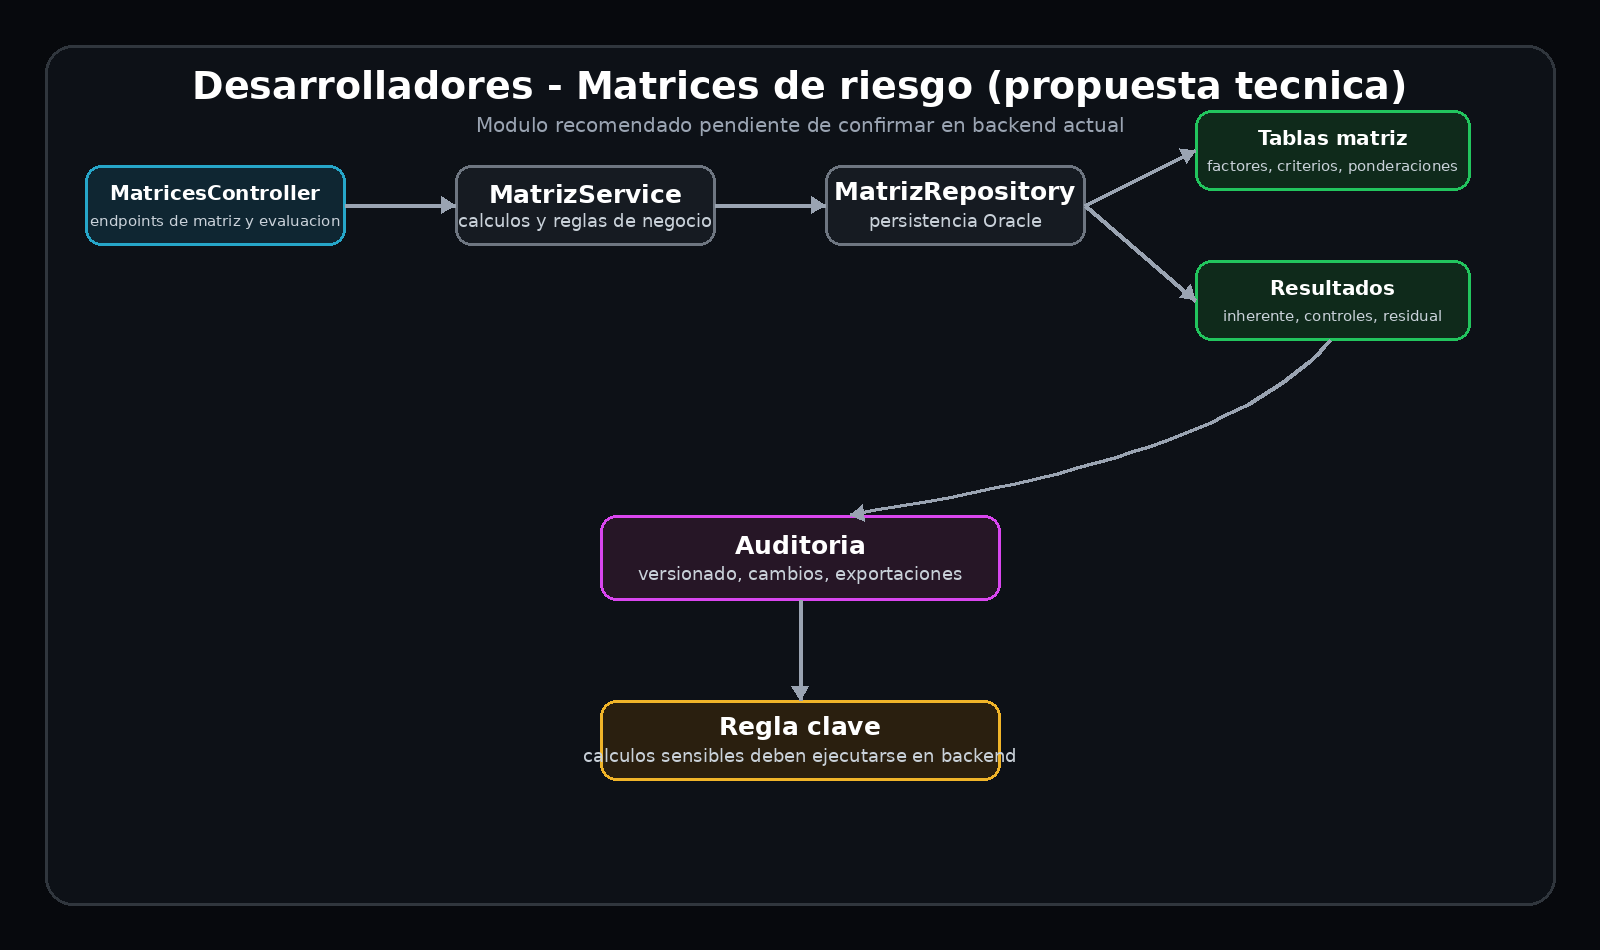 Desarrolladores - Matrices de riesgo (propuesta tecnica)
Modulo recomendado pendiente de confirmar en backend actual
MatricesController
endpoints de matriz y evaluacion
MatrizService
calculos y reglas de negocio
MatrizRepository
persistencia Oracle
Tablas matriz
factores, criterios, ponderaciones
Resultados
inherente, controles, residual
Auditoria
versionado, cambios, exportaciones
Regla clave
calculos sensibles deben ejecutarse en backend